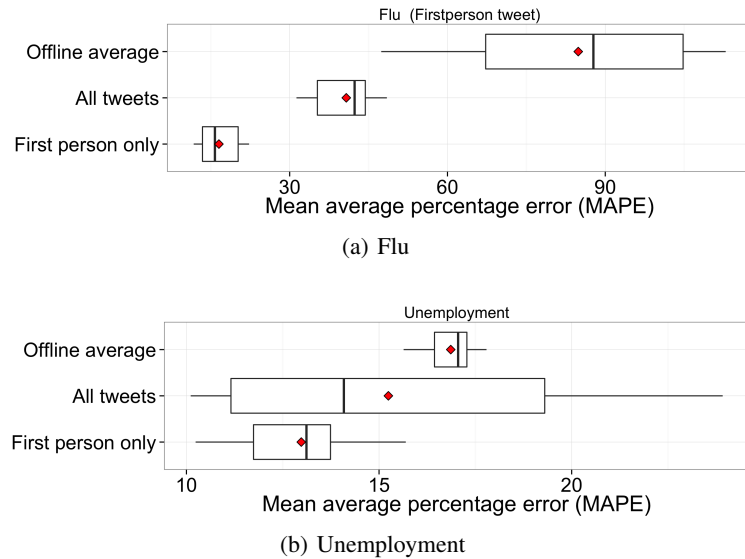 Flu (Firstperson tweet)
Offline average
All tweets
First person only
30 60 90
Mean average percentage error (MAPE)
(a) Flu
Unemployment
Offline average
All tweets
First person only
10 15 20
Mean average percentage error (MAPE)
(b) Unemployment